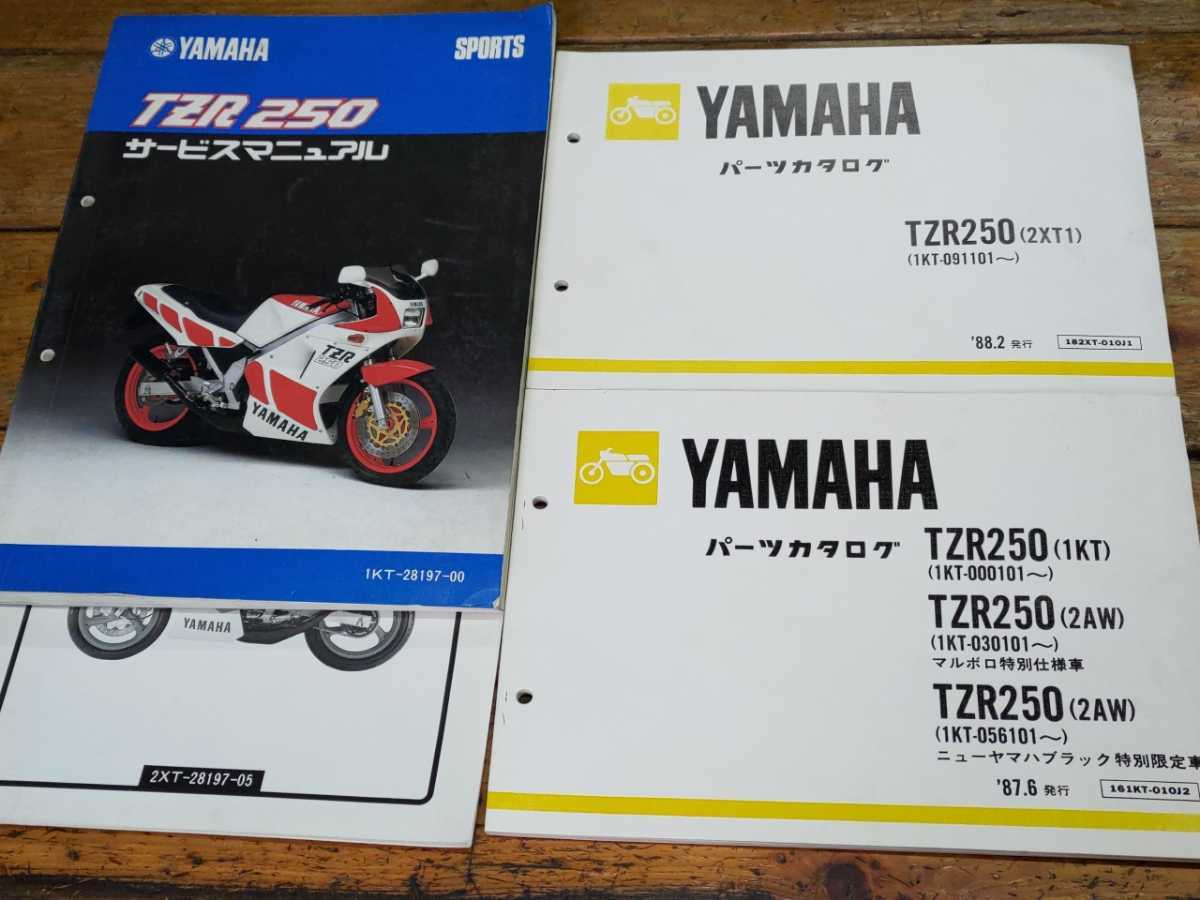 YAMAHA SPORTS
TZR 250
サービスマニュアル
YAMAHA
TZR
250
YAMAHA
1KT-28197-00
YAMAHA
2XT-28197-05
YAMAHA
パーツカタログ
TZR250(2XT1)
(1KT-091101～)
'88.2 発行
182XT-010J1
YAMAHA
パーツカタログ
TZR250(1KT)
(1KT-000101～)
TZR250(2AW)
(1KT-030101～)
マルボロ特別仕様車
TZR250(2AW)
(1KT-056101～)
ニューヤマハブラック特別限定車
'87.6 発行
161KT-010J2